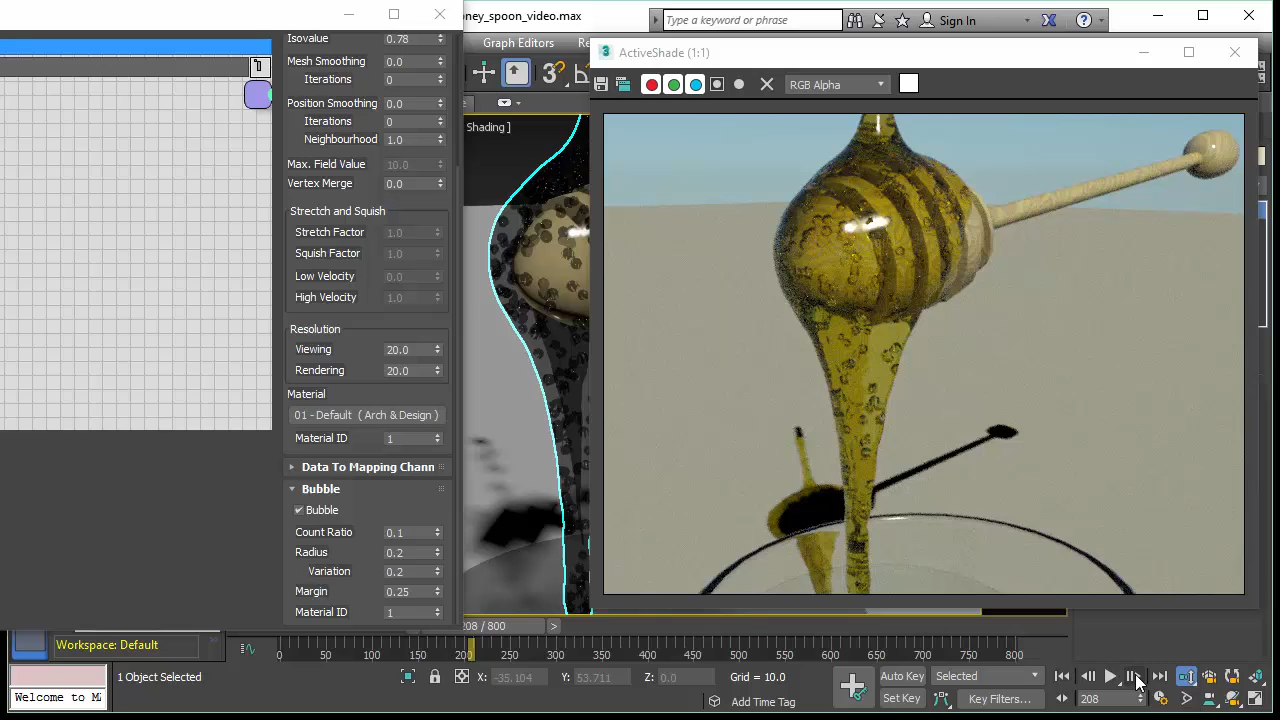 oney_spoon_video.max
Type a keyword or phrase
Sign In
Graph Editors
Re
Shading ]
ActiveShade (1:1)
RGB Alpha
Isovalue 0.78
Mesh Smoothing 0.0
Iterations 0
Position Smoothing 0.0
Iterations 0
Neighbourhood 1.0
Max. Field Value 10.0
Vertex Merge 0.0
Strectch and Squish
Stretch Factor 1.0
Squish Factor 1.0
Low Velocity 0.0
High Velocity 1.0
Resolution
Viewing 20.0
Rendering 20.0
Material
01 - Default ( Arch & Design )
Material ID 1
Data To Mapping Chann
Bubble
Bubble
Count Ratio 0.1
Radius 0.2
Variation 0.2
Margin 0.25
Material ID 1
208 / 800
Workspace: Default
0 50 100 150 200 250 300 350 400 450 500 550 600 650 700 750 800
1 Object Selected
X: -35.104
Y: 53.711
Z: 0.0
Grid = 10.0
Auto Key
Selected
Welcome to MA
Add Time Tag
Set Key
Key Filters...
208